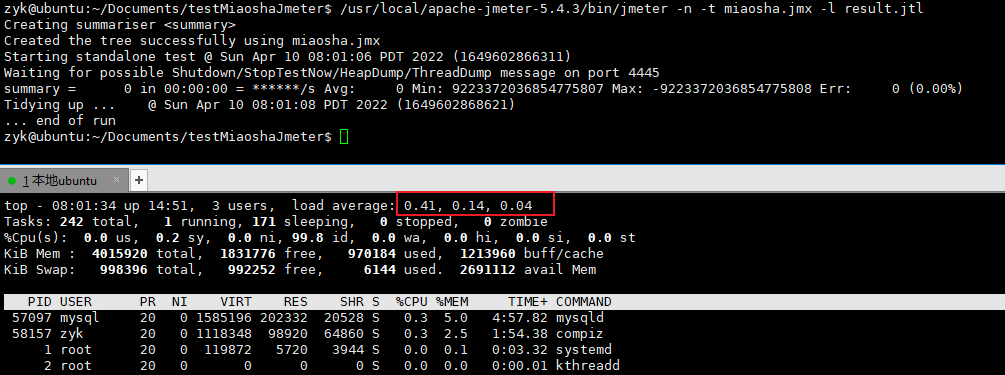 zyk@ubuntu:~/Documents/testMiaoshaJmeter$ /usr/local/apache-jmeter-5.4.3/bin/jmeter -n -t miaosha.jmx -l result.jtl
Creating summariser <summary>
Created the tree successfully using miaosha.jmx
Starting standalone test @ Sun Apr 10 08:01:06 PDT 2022 (1649602866311)
Waiting for possible Shutdown/StopTestNow/HeapDump/ThreadDump message on port 4445
summary =      0 in 00:00:00 = ******/s Avg:     0 Min: 9223372036854775807 Max: -9223372036854775808 Err:     0 (0.00%)
Tidying up ...    @ Sun Apr 10 08:01:08 PDT 2022 (1649602868621)
... end of run
zyk@ubuntu:~/Documents/testMiaoshaJmeter$
1 本地ubuntu × +
top - 08:01:34 up 14:51,  3 users,  load average: 0.41, 0.14, 0.04
Tasks: 242 total,   1 running, 171 sleeping,   0 stopped,   0 zombie
%Cpu(s):  0.0 us,  0.2 sy,  0.0 ni, 99.8 id,  0.0 wa,  0.0 hi,  0.0 si,  0.0 st
KiB Mem :  4015920 total,  1831776 free,   970184 used,  1213960 buff/cache
KiB Swap:   998396 total,   992252 free,     6144 used.  2691112 avail Mem
PID USER      PR  NI    VIRT    RES    SHR S  %CPU %MEM     TIME+ COMMAND
57097 mysql     20   0 1585196 202332  20528 S   0.3  5.0   4:57.82 mysqld
58157 zyk       20   0 1118348  98920  64860 S   0.3  2.5   1:54.38 compiz
1 root      20   0  119872   5720   3944 S   0.0  0.1   0:03.32 systemd
2 root      20   0       0      0      0 S   0.0  0.0   0:00.01 kthreadd